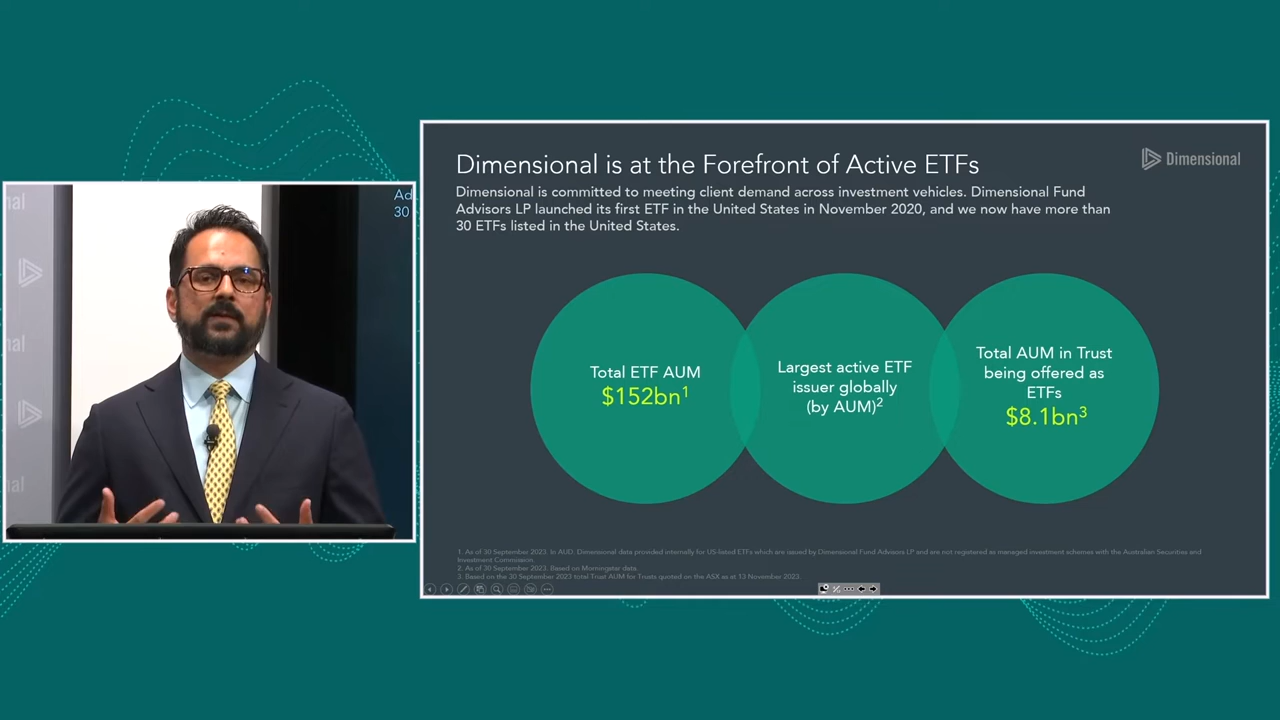 Ad
30
nal
nal
nal
Dimensional
Dimensional is at the Forefront of Active ETFs
Dimensional is committed to meeting client demand across investment vehicles. Dimensional Fund
Advisors LP launched its first ETF in the United States in November 2020, and we now have more than
30 ETFs listed in the United States.
Total ETF AUM
$152bn1
Largest active ETF
issuer globally
(by AUM)2
Total AUM in Trust
being offered as
ETFs
$8.1bn3
1. As of 30 September 2023. In AUD. Dimensional data provided internally for US-listed ETFs which are issued by Dimensional Fund Advisors LP and are not registered as managed investment schemes with the Australian Securities and
Investment Commission.
2. As of 30 September 2023. Based on Morningstar data.
3. Based on the 30 September 2023 total Trust AUM for Trusts quoted on the ASX as at 13 November 2023.